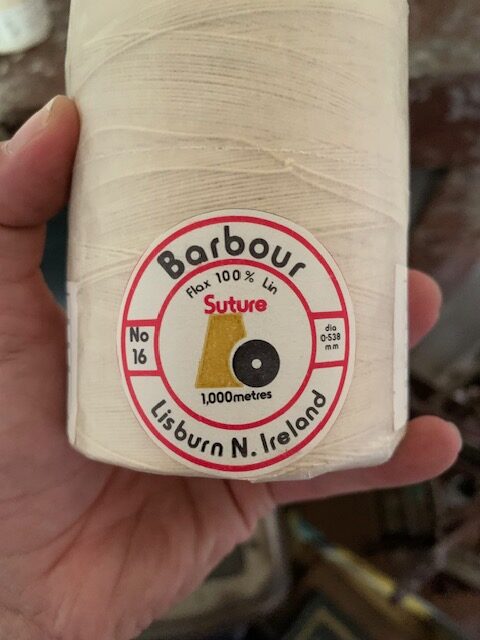 Barbour
Flax 100% Lin
Suture
No
16
dia
0·538
mm
1,000metres
Lisburn N. Ireland